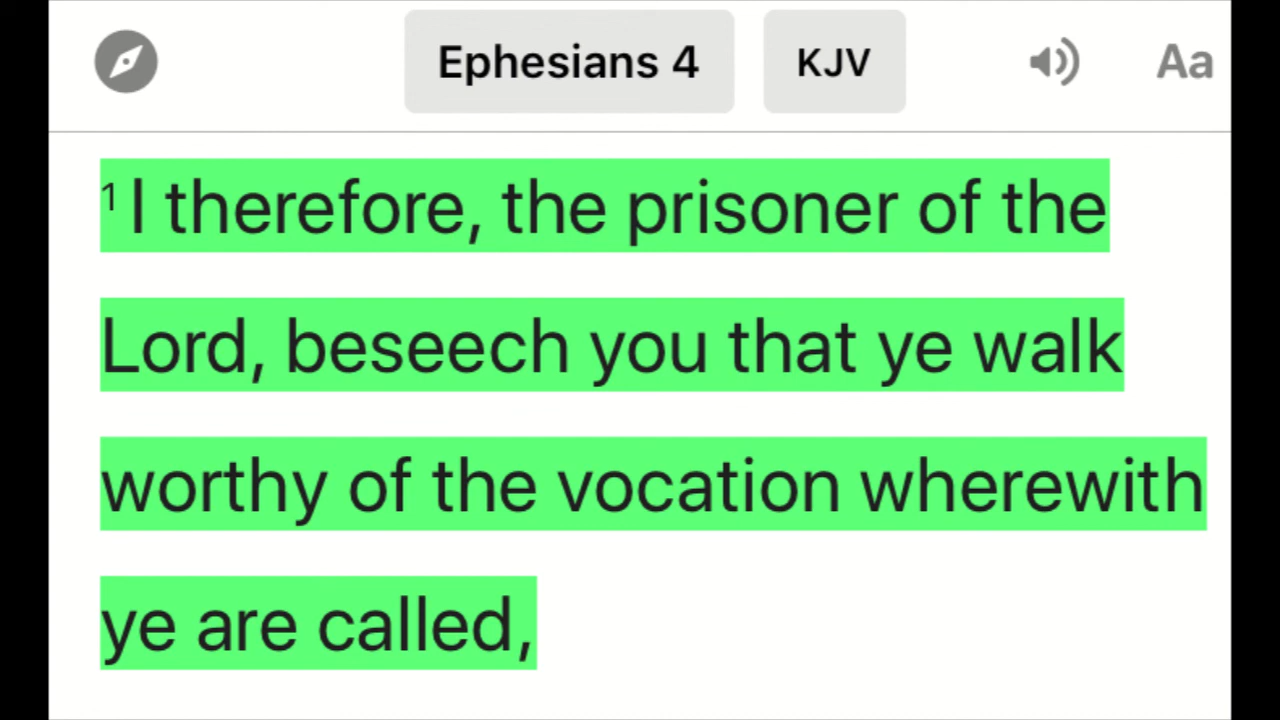 Ephesians 4 KJV Aa
1 I therefore, the prisoner of the
Lord, beseech you that ye walk
worthy of the vocation wherewith
ye are called,